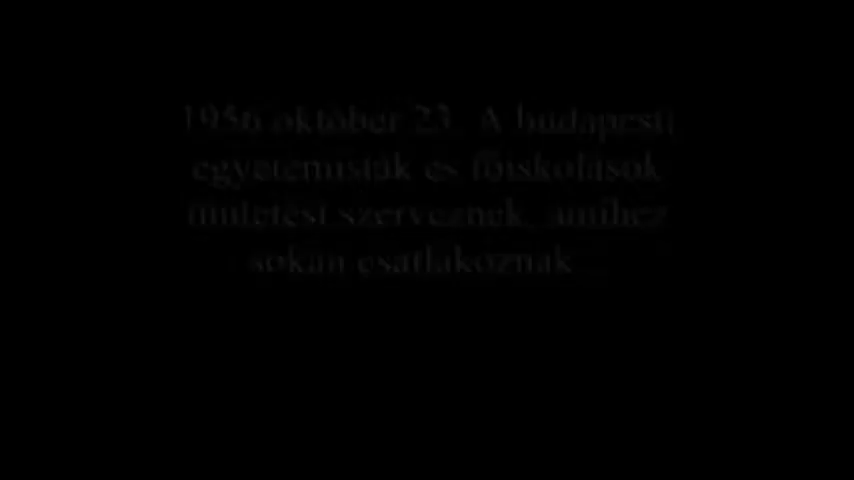 1956 október 23. A budapesti
egyetemisták és főiskolások
tüntetést szerveznek, amihez
sokan csatlakoznak...